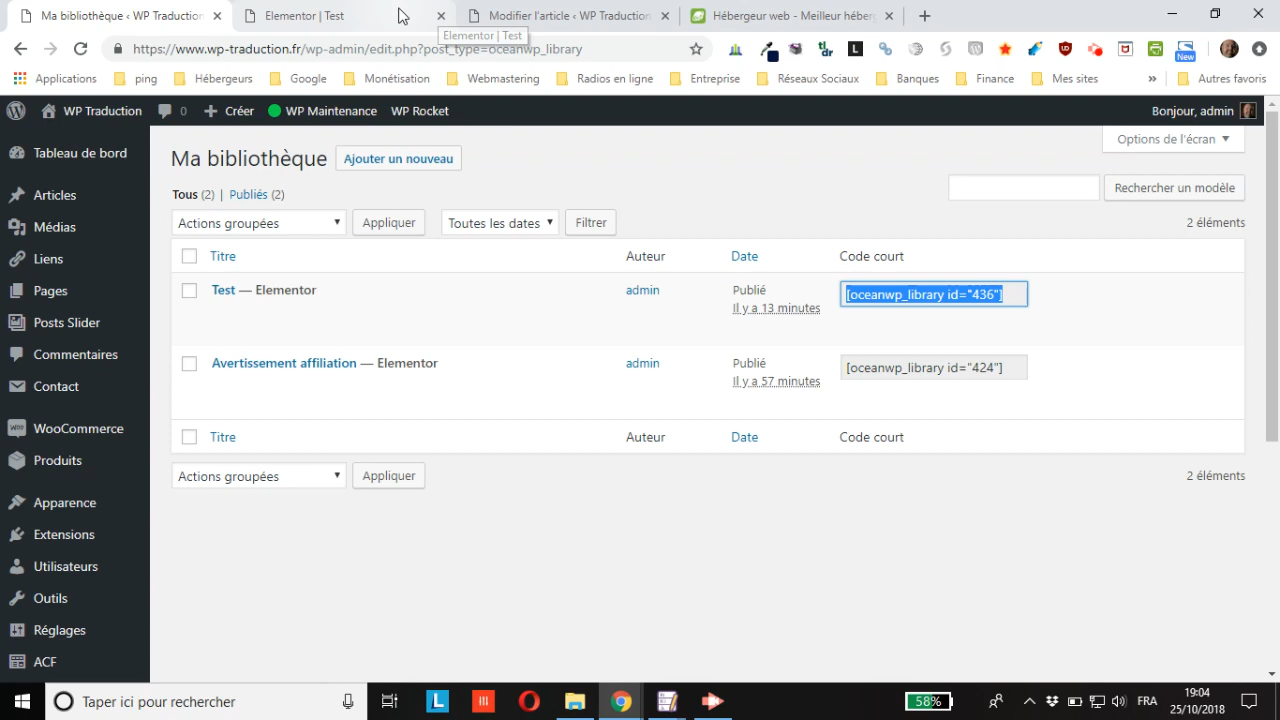 Ma bibliothèque ‹ WP Traduction
Elementor | Test
Modifier l'article ‹ WP Traduction
Hébergeur web - Meilleur héberg
Elementor | Test
https://www.wp-traduction.fr/wp-admin/edit.php?post_type=oceanwp_library
tldr
L
New
Applications
ping
Hébergeurs
Google
Monétisation
Webmastering
Radios en ligne
Entreprise
Réseaux Sociaux
Banques
Finance
Mes sites
»
Autres favoris
WP Traduction
0
Créer
WP Maintenance
WP Rocket
Bonjour, admin
Options de l'écran
Tableau de bord
Articles
Médias
Liens
Pages
Posts Slider
Commentaires
Contact
WooCommerce
Produits
Apparence
Extensions
Utilisateurs
Outils
Réglages
ACF
Ma bibliothèque
Ajouter un nouveau
Tous (2) | Publiés (2)
Rechercher un modèle
Actions groupées
Appliquer
Toutes les dates
Filtrer
2 éléments
Titre
Auteur
Date
Code court
Test — Elementor
admin
Publié
Il y a 13 minutes
[oceanwp_library id="436"]
Avertissement affiliation — Elementor
admin
Publié
Il y a 57 minutes
[oceanwp_library id="424"]
Titre
Auteur
Date
Code court
Actions groupées
Appliquer
2 éléments
Taper ici pour rechercher
L
58%
FRA
19:04
25/10/2018